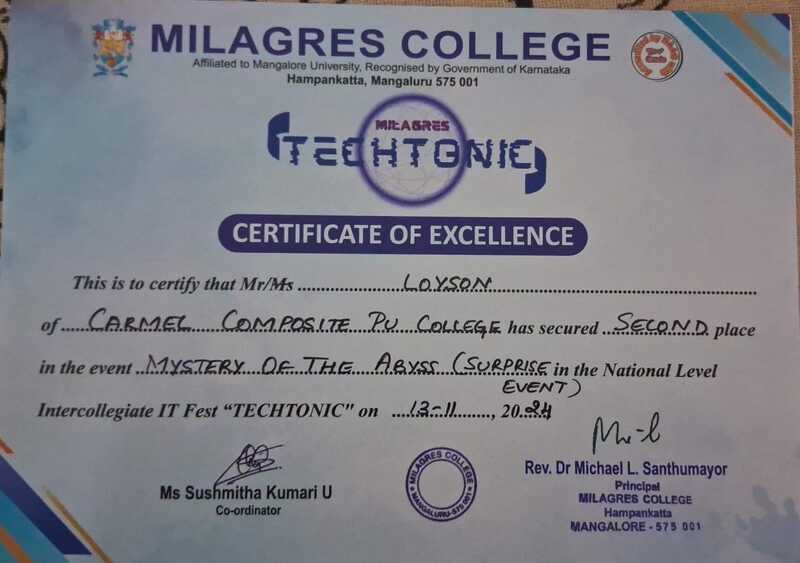 MILAGRES COLLEGE
Affiliated to Mangalore University, Recognised by Government of Karnataka
Hampankatta, Mangaluru 575 001
MILAGRES
TECHTONIC
CERTIFICATE OF EXCELLENCE
This is to certify that Mr/Ms LOYSON
of CARMEL COMPOSITE PU COLLEGE has secured SECOND place
in the event MYSTERY OF THE ABYSS (SURPRISE in the National Level
EVENT)
Intercollegiate IT Fest “TECHTONIC" on 13-11, 2024
Ms Sushmitha Kumari U
Co-ordinator
MILAGRES COLLEGE
MANGALURU-575 001
Rev. Dr Michael L. Santhumayor
Principal
MILAGRES COLLEGE
Hampankatta
MANGALORE - 575 001